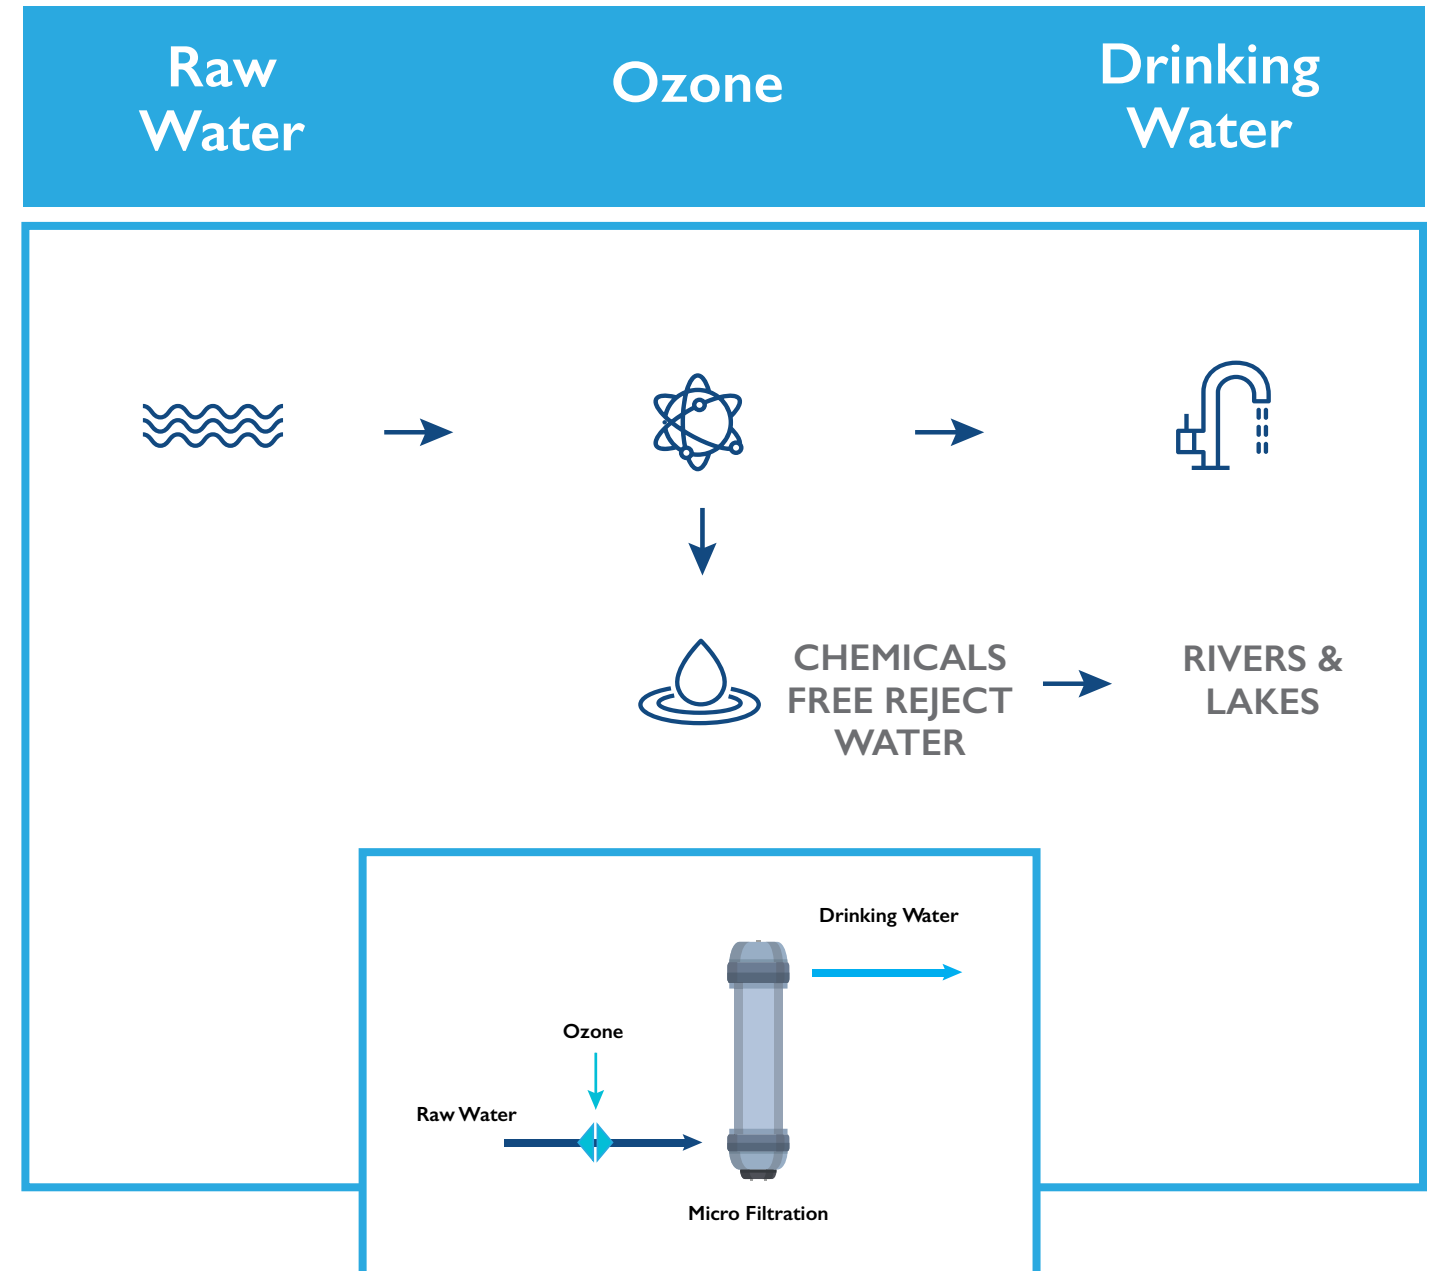 Raw
Water
Ozone
Drinking
Water
CHEMICALS
FREE REJECT
WATER
RIVERS &
LAKES
Drinking Water
Ozone
Raw Water
Micro Filtration